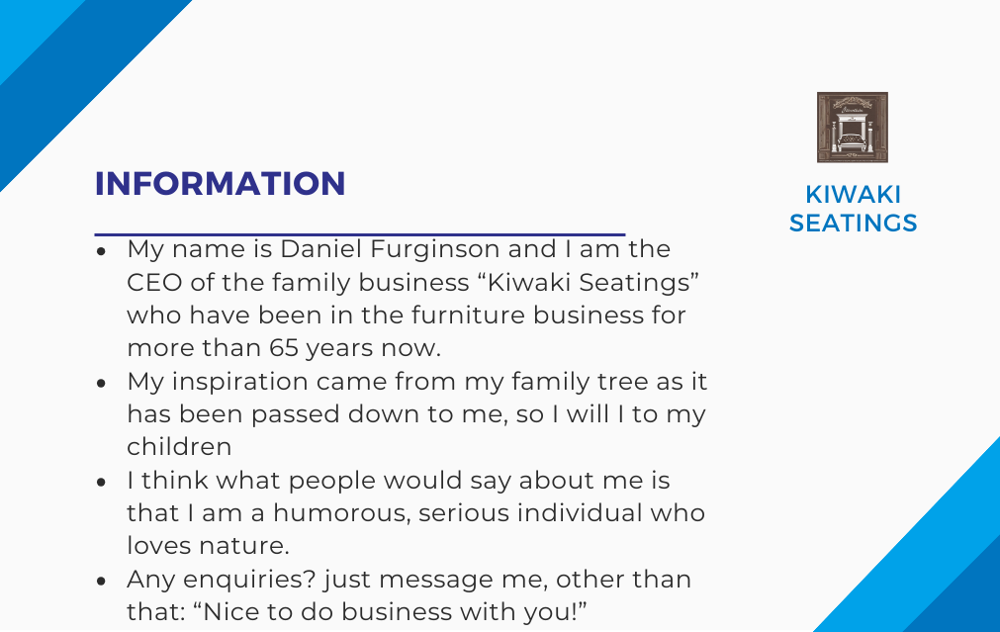 INFORMATION
KIWAKI
SEATINGS
• My name is Daniel Furginson and I am the
CEO of the family business “Kiwaki Seatings”
who have been in the furniture business for
more than 65 years now.
• My inspiration came from my family tree as it
has been passed down to me, so I will I to my
children
• I think what people would say about me is
that I am a humorous, serious individual who
loves nature.
• Any enquiries? just message me, other than
that: “Nice to do business with you!”